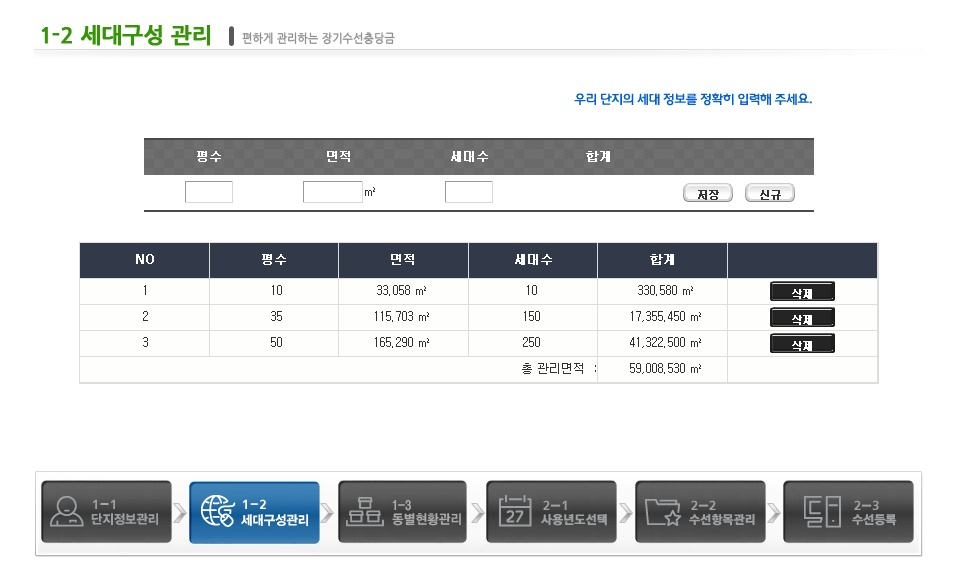 1-2 세대구성 관리 편하게 관리하는 장기수선충당금
우리 단지의 세대 정보를 정확히 입력해 주세요.
평수 면적 세대수 합계
㎡ 저장 신규
NO 평수 면적 세대수 합계
1 10 33,058 ㎡ 10 330,580 ㎡ 삭제
2 35 115,703 ㎡ 150 17,355,450 ㎡ 삭제
3 50 165,290 ㎡ 250 41,322,500 ㎡ 삭제
총 관리면적 : 59,008,530 ㎡
1-1 단지정보관리
1-2 세대구성관리
1-3 동별현황관리
27 2-1 사용년도선택
2-2 수선항목관리
2-3 수선등록